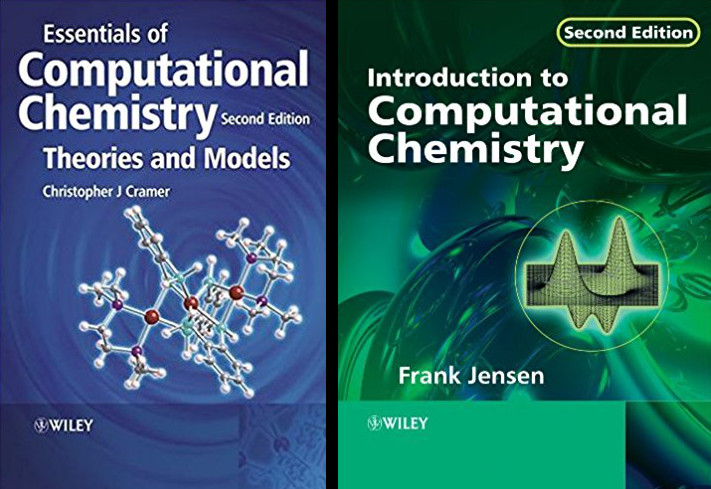 Essentials of
Computational
Chemistry Second Edition
Theories and Models
Christopher J Cramer
WILEY
Second Edition
Introduction to
Computational
Chemistry
Frank Jensen
WILEY